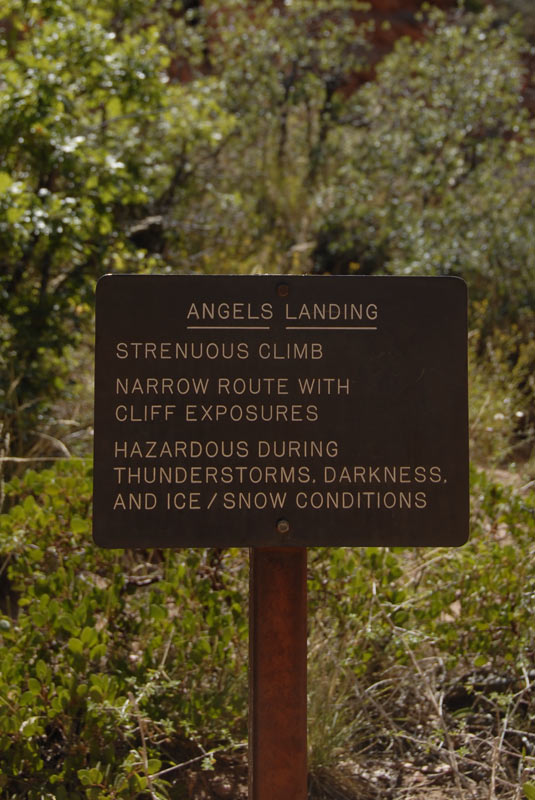 ANGELS LANDING
STRENUOUS CLIMB
NARROW ROUTE WITH
CLIFF EXPOSURES
HAZARDOUS DURING
THUNDERSTORMS, DARKNESS,
AND ICE/SNOW CONDITIONS